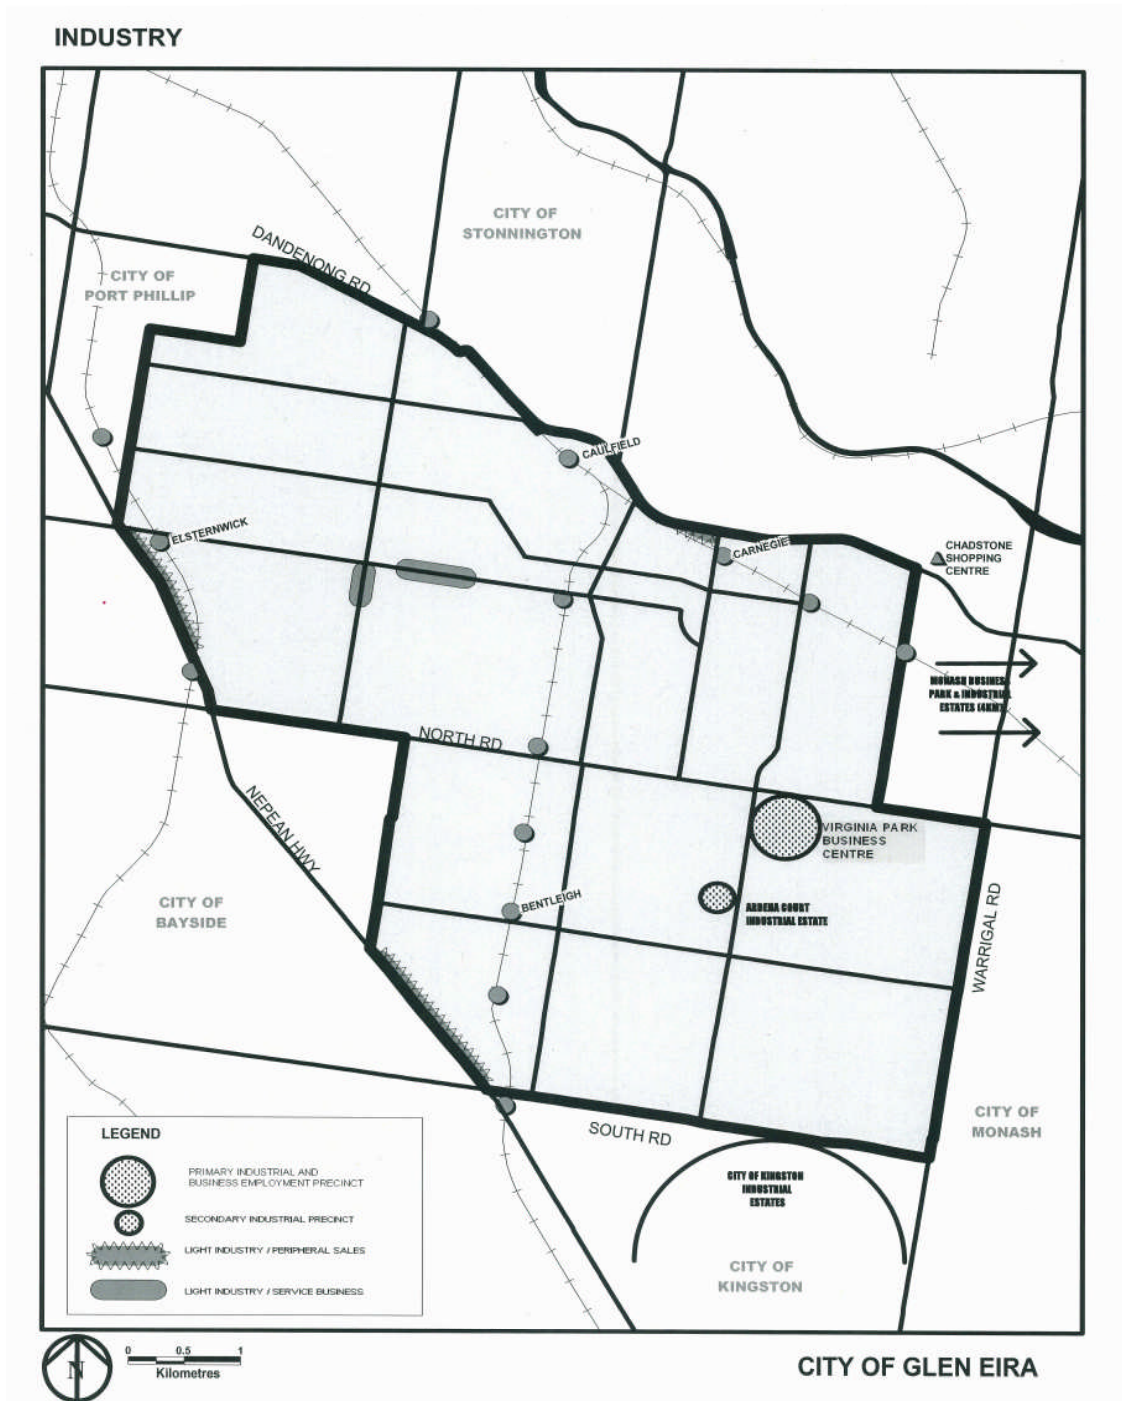 INDUSTRY
CITY OF
STONNINGTON
DANDENONG RD
CITY OF
PORT PHILLIP
CAULFIELD
ELSTERNWICK
CARNEGIE
CHADSTONE
SHOPPING
CENTRE
MONASH BUSINESS
PARK & INDUSTRIAL
ESTATES (4KM)
NORTH RD
NEPEAN HWY
VIRGINIA PARK
BUSINESS
CENTRE
CITY OF
BAYSIDE
BENTLEIGH
ARDENA COURT
INDUSTRIAL ESTATE
WARRIGAL RD
CITY OF
MONASH
SOUTH RD
CITY OF KINGSTON
INDUSTRIAL
ESTATES
CITY OF
KINGSTON
LEGEND
PRIMARY INDUSTRIAL AND
BUSINESS EMPLOYMENT PRECINCT
SECONDARY INDUSTRIAL PRECINCT
LIGHT INDUSTRY / PERIPHERAL SALES
LIGHT INDUSTRY / SERVICE BUSINESS
N
0 0.5 1
Kilometres
CITY OF GLEN EIRA